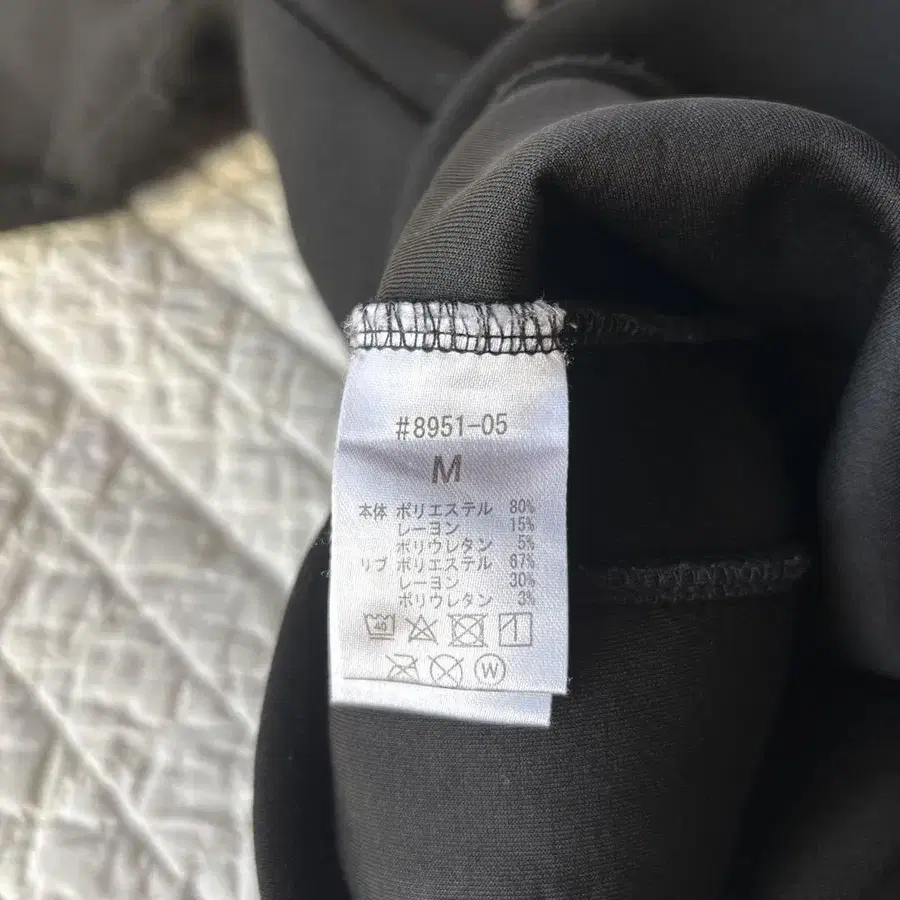 #8951-05
M
本体 ポリエステル 80%
レーヨン 15%
ポリウレタン 5%
リブ ポリエステル 67%
レーヨン 30%
ポリウレタン 3%
40
W